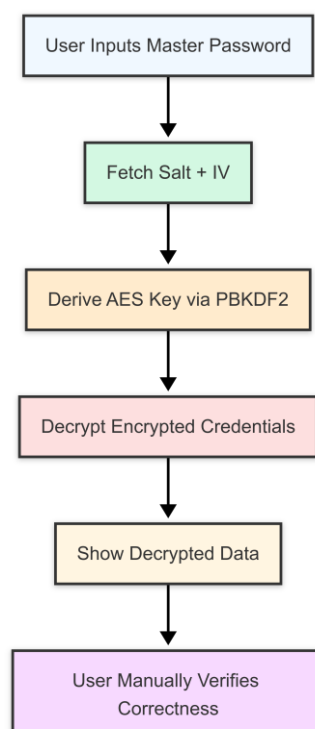 User Inputs Master Password
Fetch Salt + IV
Derive AES Key via PBKDF2
Decrypt Encrypted Credentials
Show Decrypted Data
User Manually Verifies
Correctness